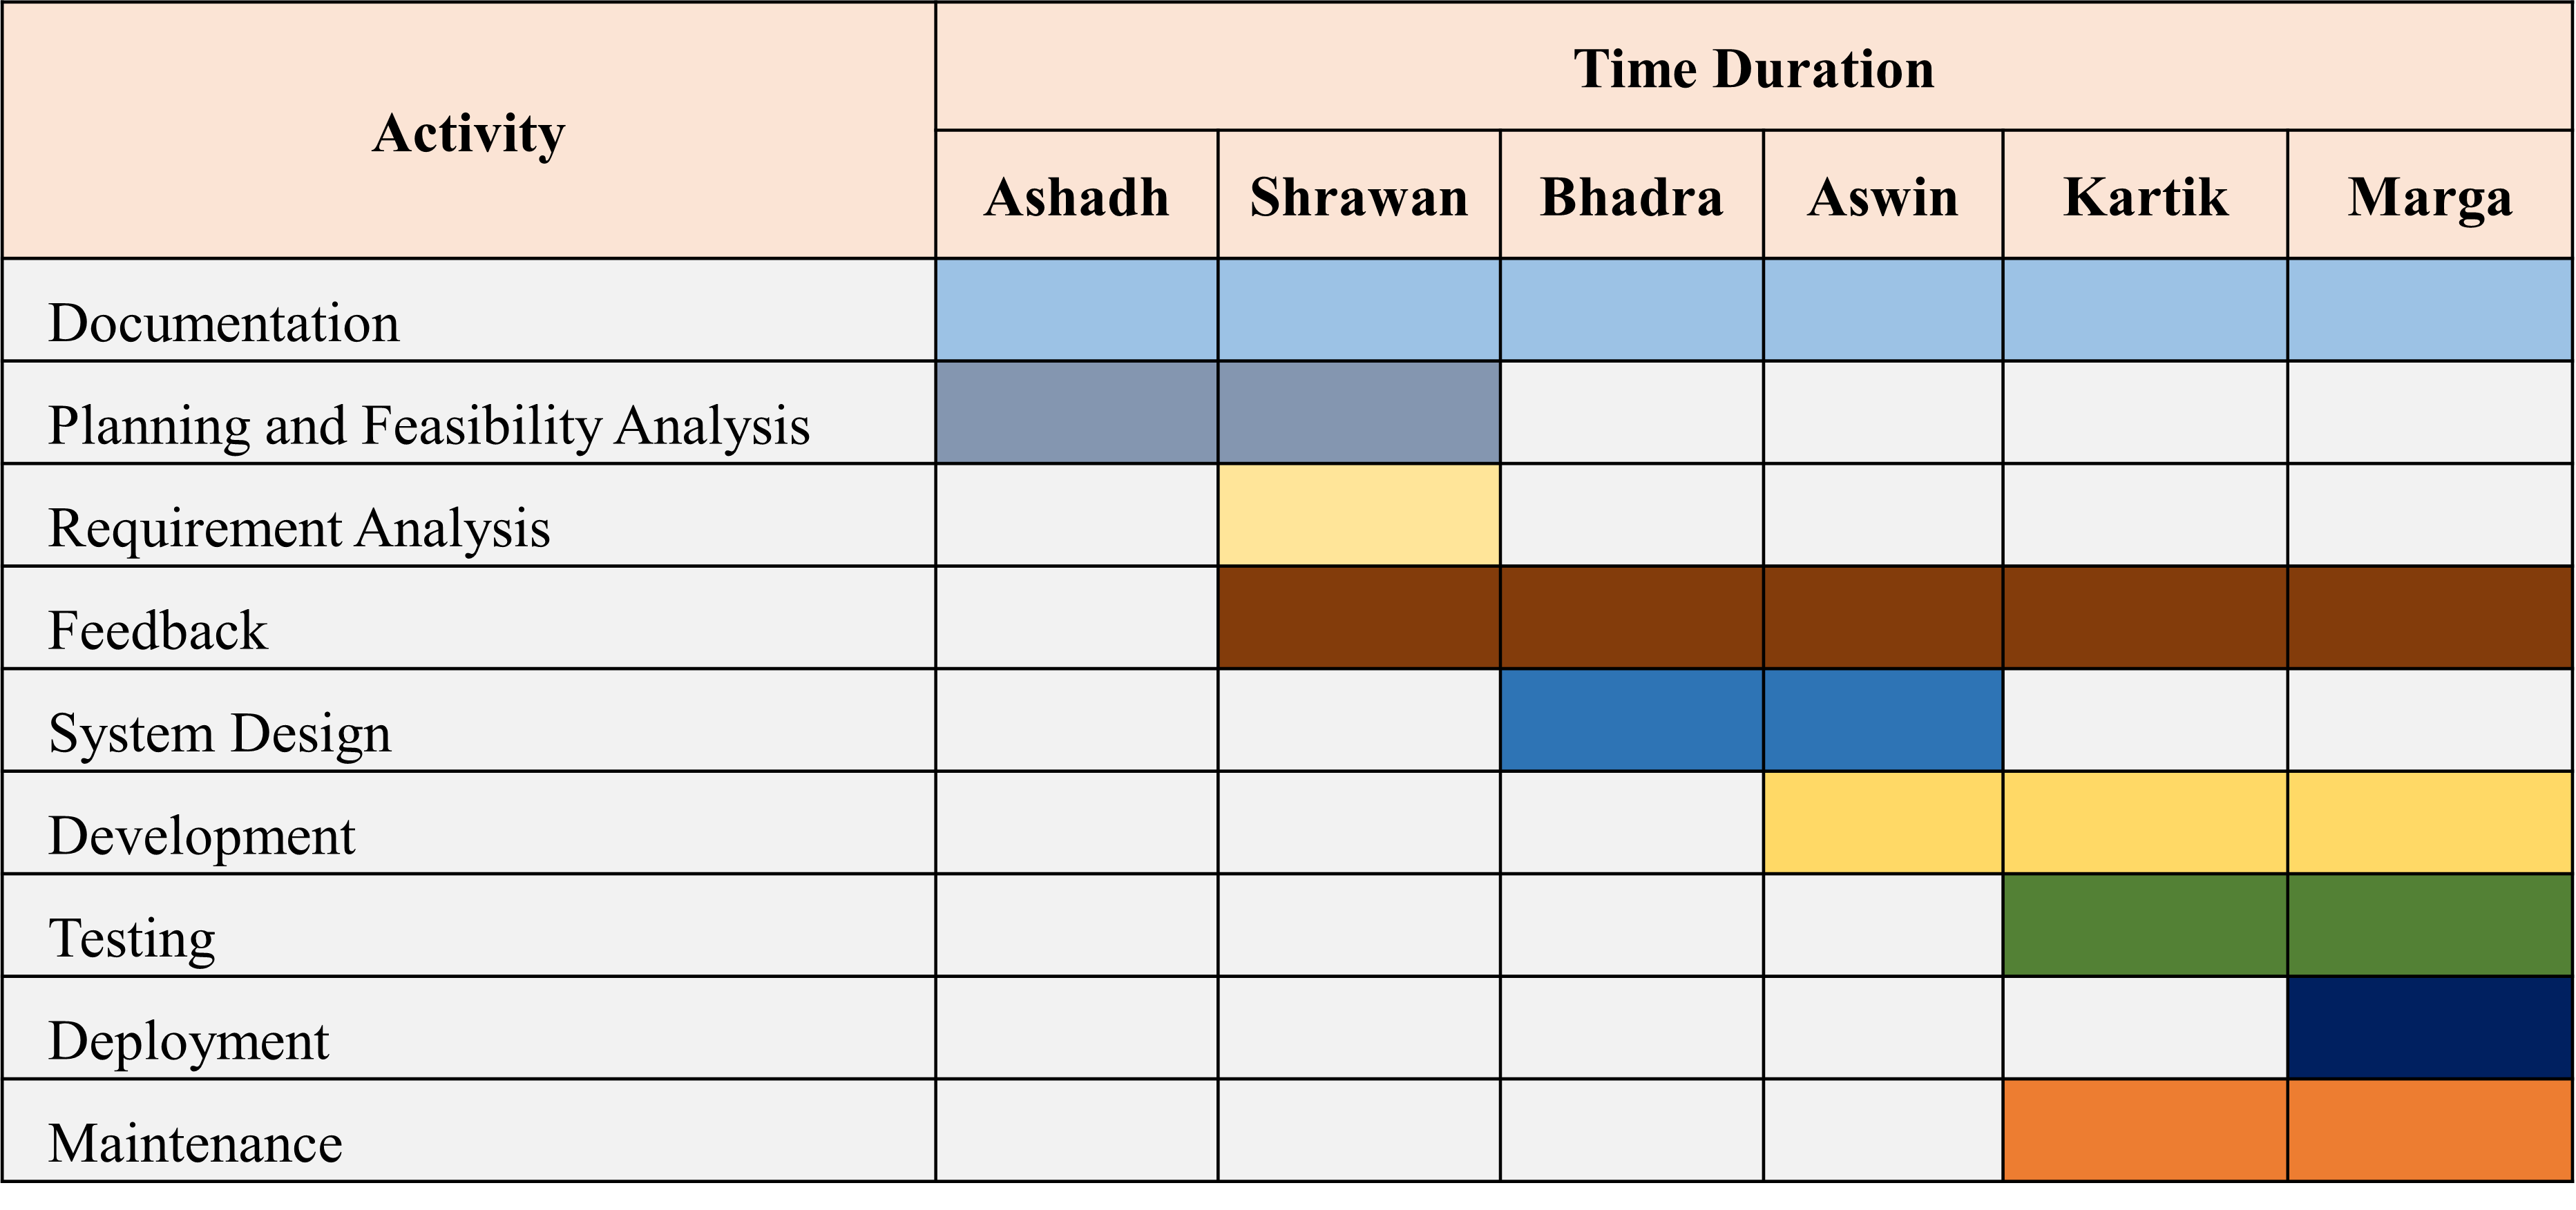 Activity
Time Duration
Ashadh Shrawan Bhadra Aswin Kartik Marga
Documentation
Planning and Feasibility Analysis
Requirement Analysis
Feedback
System Design
Development
Testing
Deployment
Maintenance